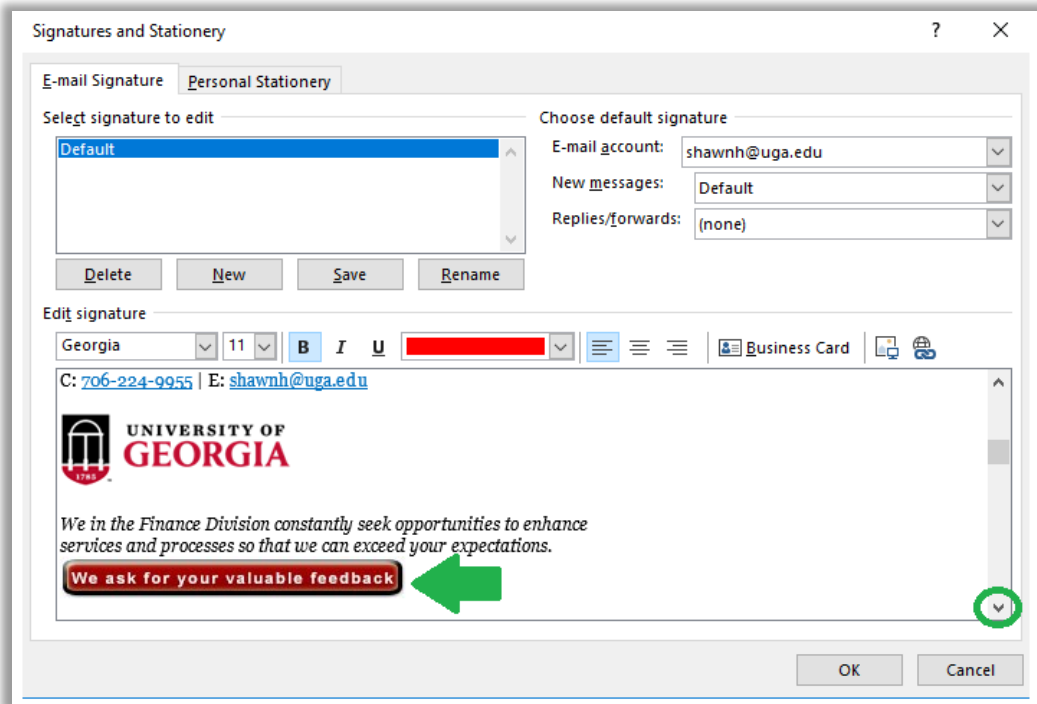 Signatures and Stationery ?
E-mail Signature Personal Stationery
Select signature to edit
Default
Delete New Save Rename
Choose default signature
E-mail account: shawnh@uga.edu
New messages: Default
Replies/forwards: (none)
Edit signature
Georgia 11 B I U Business Card
C: 706-224-9955 | E: shawnh@uga.edu
UNIVERSITY OF
GEORGIA
1785
We in the Finance Division constantly seek opportunities to enhance
services and processes so that we can exceed your expectations.
We ask for your valuable feedback
OK Cancel